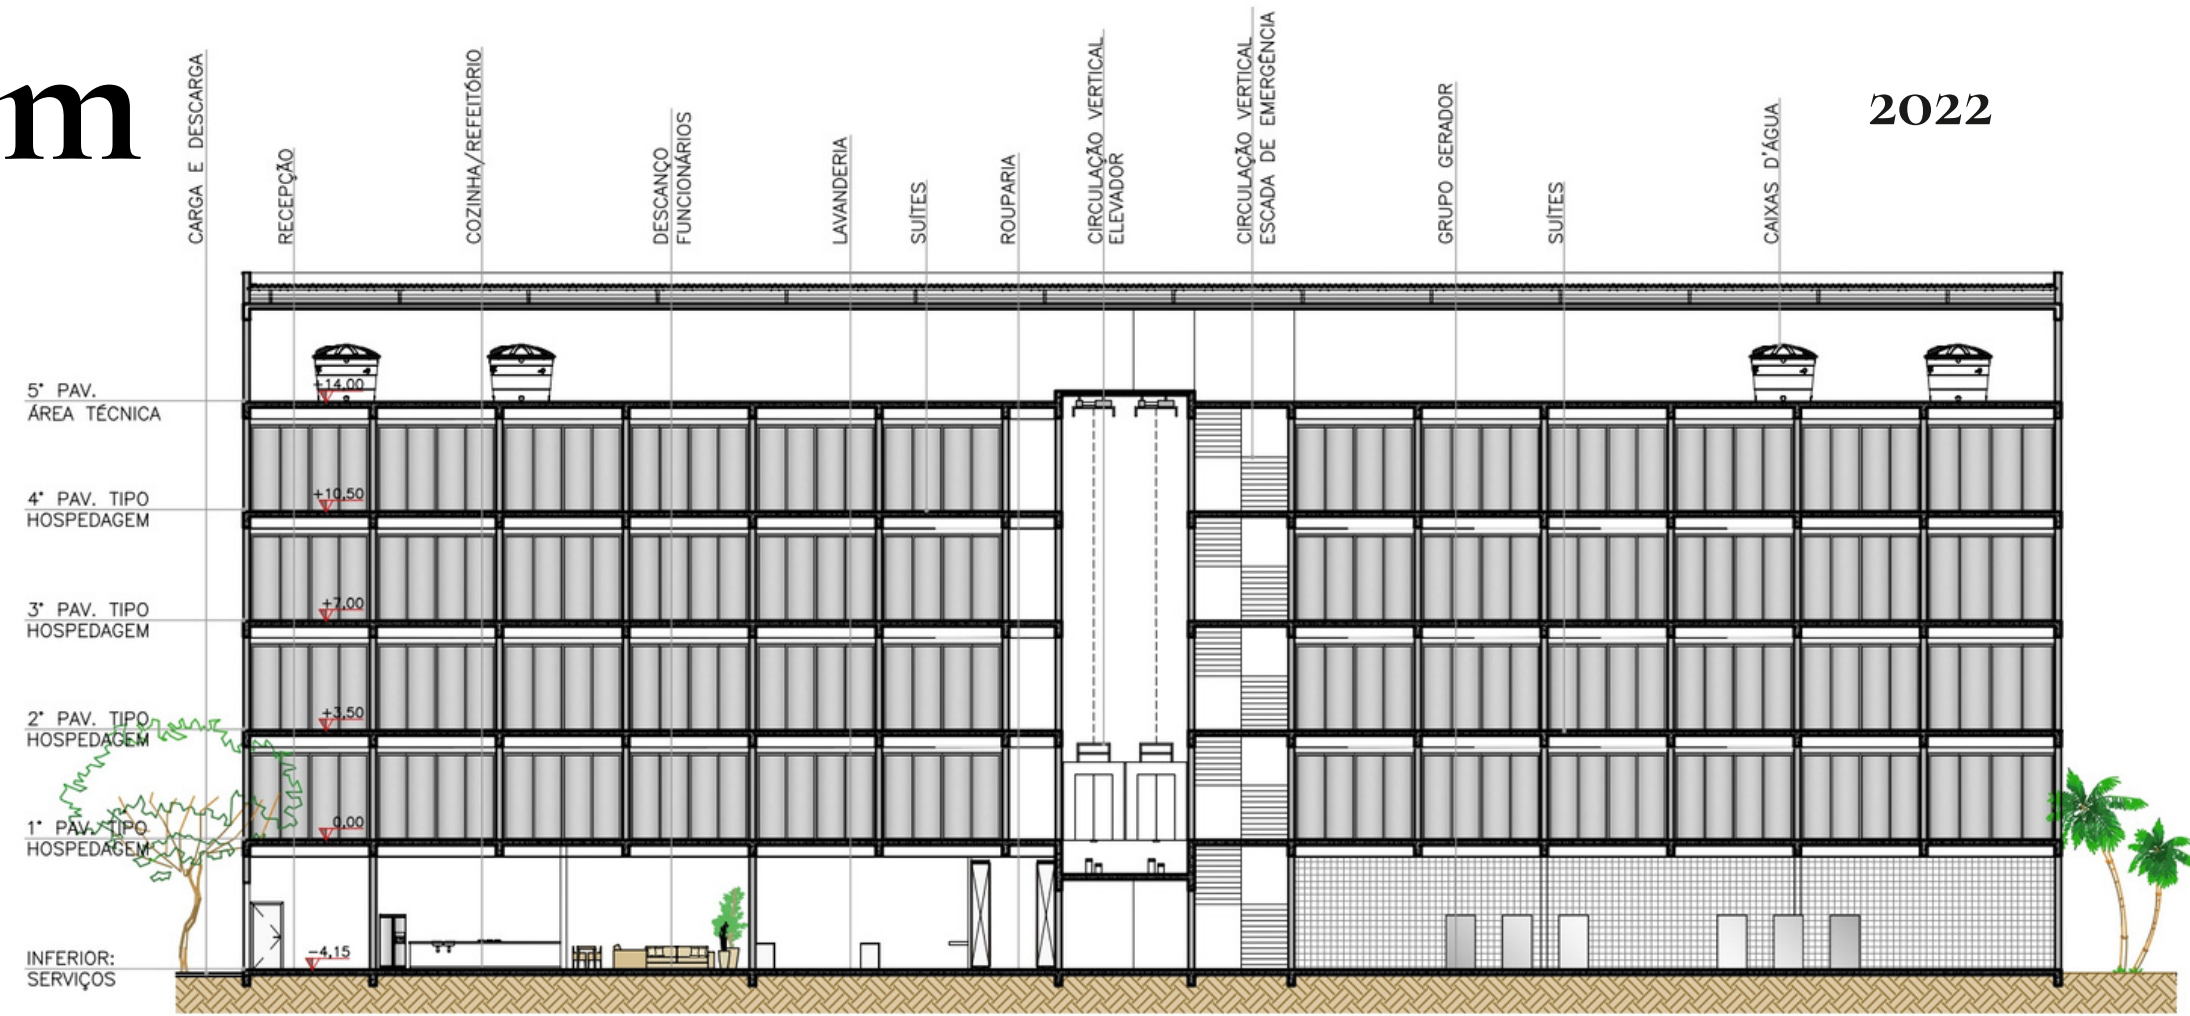 m
2022
CARGA E DESCARGA
RECEPÇÃO
COZINHA/REFEITÓRIO
DESCANÇO
FUNCIONÁRIOS
LAVANDERIA
SUÍTES
ROUPARIA
CIRCULAÇÃO VERTICAL
ELEVADOR
CIRCULAÇÃO VERTICAL
ESCADA DE EMERGÊNCIA
GRUPO GERADOR
SUÍTES
CAIXAS D'ÁGUA
5° PAV.
ÁREA TÉCNICA
+14,00
4° PAV. TIPO
HOSPEDAGEM
+10,50
3° PAV. TIPO
HOSPEDAGEM
+7,00
2° PAV. TIPO
HOSPEDAGEM
+3,50
1° PAV. TIPO
HOSPEDAGEM
0,00
INFERIOR:
SERVIÇOS
-4,15